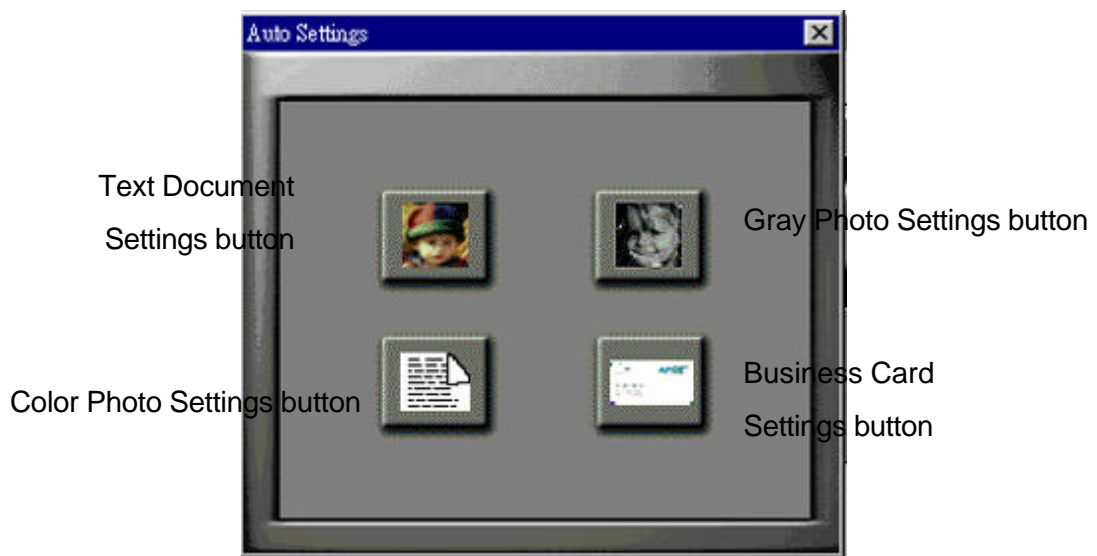 Auto Settings
Text Document
Settings button
Gray Photo Settings button
Color Photo Settings button
Business Card
Settings button